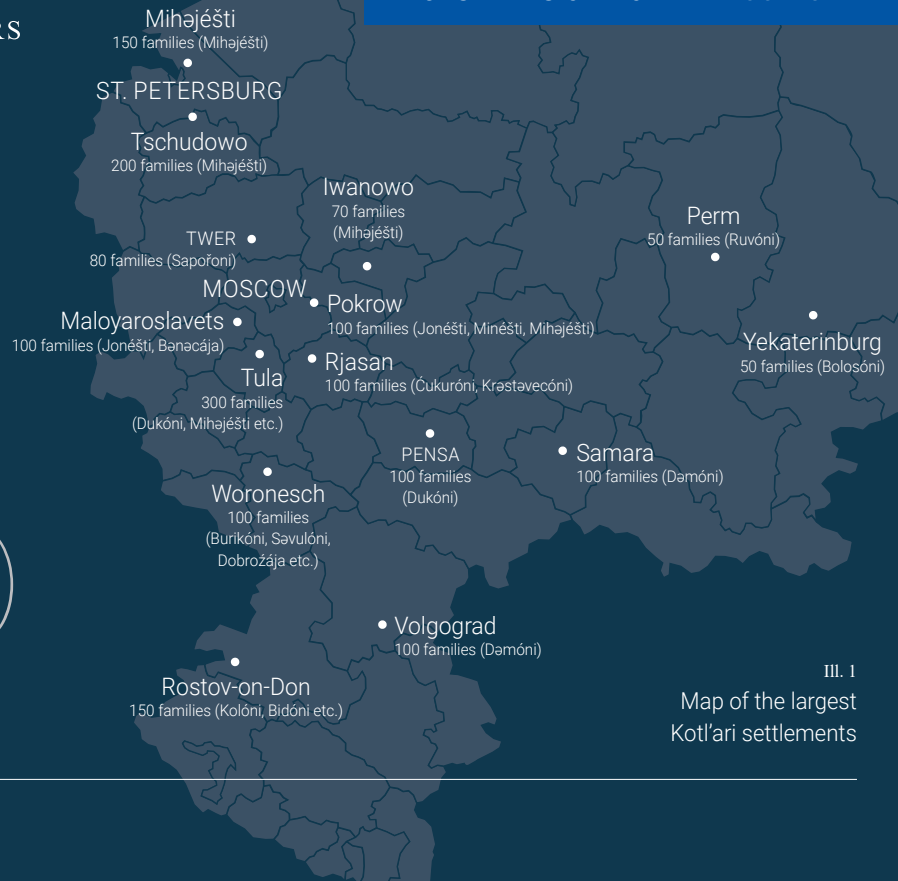 RS
Mihəjéšti
150 families (Mihəjéšti)
ST. PETERSBURG
Tschudowo
200 families (Mihəjéšti)
Iwanowo
70 families
(Mihəjéšti)
Perm
50 families (Ruvóni)
TWER
80 families (Sapořoni)
MOSCOW
Pokrow
100 families (Jonéšti, Minéšti, Mihəjéšti)
Maloyaroslavets
100 families (Jonéšti, Bənəcája)
Yekaterinburg
50 families (Bolosóni)
Rjasan
100 families (Ćukuróni, Krəstəvecóni)
Tula
300 families
(Dukóni, Mihəjéšti etc.)
PENSA
100 families
(Dukóni)
Samara
100 families (Dəmóni)
Woronesch
100 families
(Burikóni, Səvulóni,
Dobroźája etc.)
Volgograd
100 families (Dəmóni)
Rostov-on-Don
150 families (Kolóni, Bidóni etc.)
Ill. 1
Map of the largest
Kotl'ari settlements